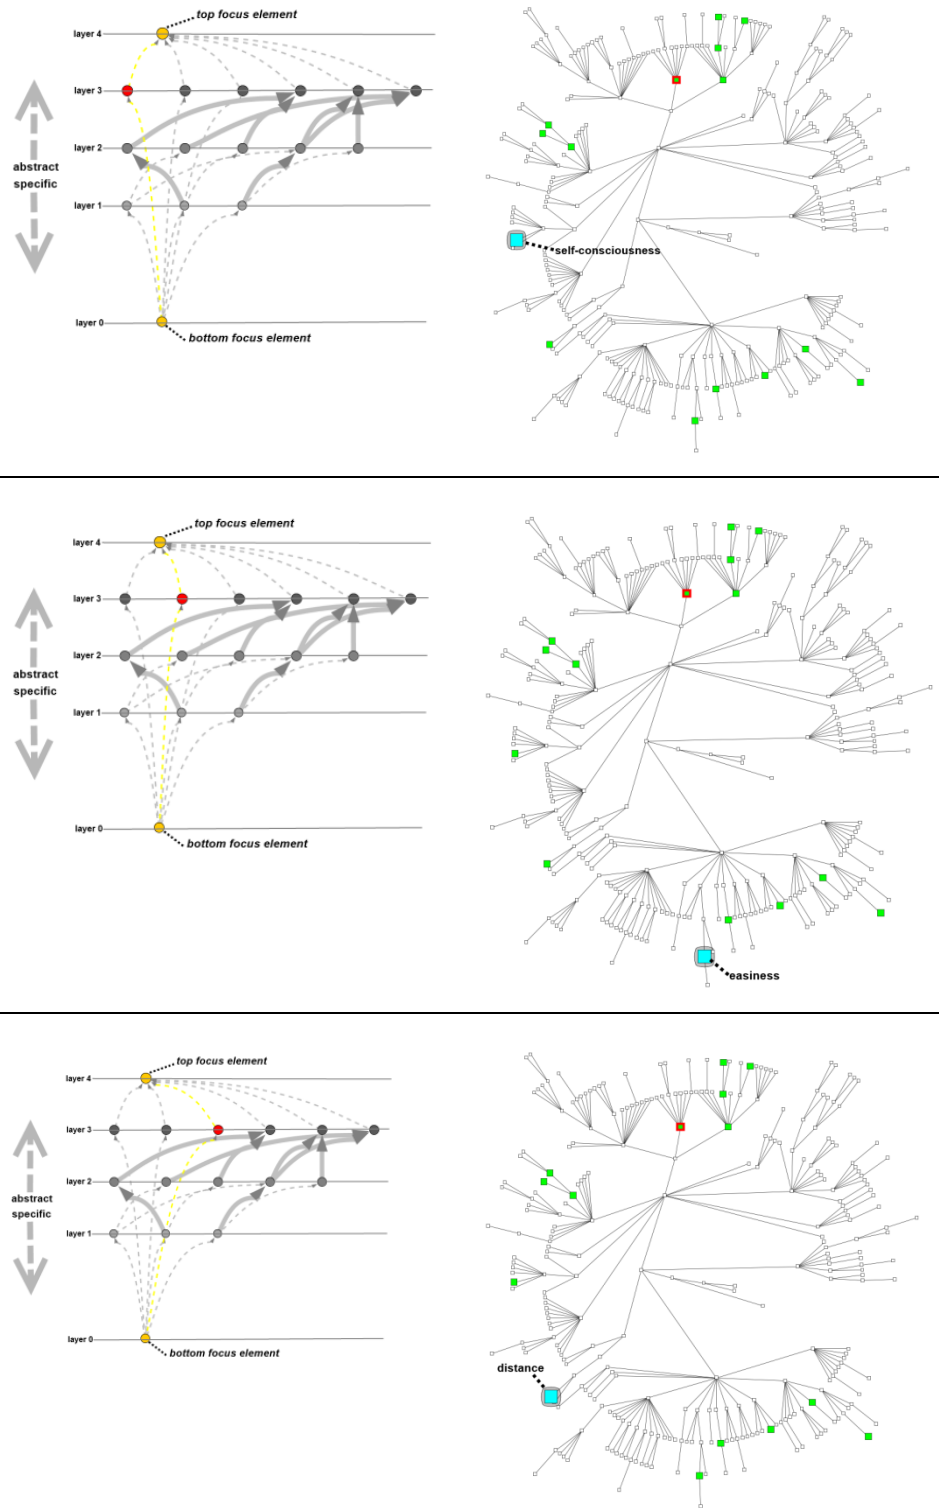 top focus element
layer 4
layer 3
layer 2
abstract
specific
layer 1
layer 0
bottom focus element
self-consciousness
top focus element
layer 4
layer 3
layer 2
abstract
specific
layer 1
layer 0
bottom focus element
easiness
top focus element
layer 4
layer 3
layer 2
abstract
specific
layer 1
layer 0
bottom focus element
distance